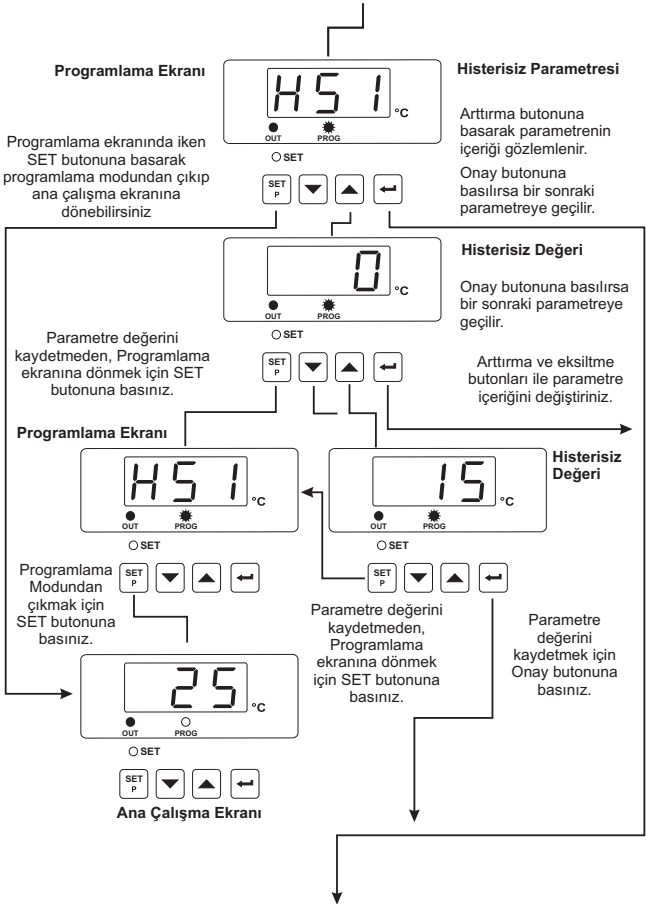 Programlama Ekranı
HS1
°C
OUT
PROG
SET
SET
P
Histerisiz Parametresi
Arttırma butonuna
basarak parametrenin
içeriği gözlemlenir.
Onay butonuna
basılırsa bir sonraki
parametreye geçilir.
Programlama ekranında iken
SET butonuna basarak
programlama modundan çıkıp
ana çalışma ekranına
dönebilirsiniz
0
°C
OUT
PROG
SET
SET
P
Histerisiz Değeri
Onay butonuna basılırsa
bir sonraki parametreye
geçilir.
Parametre değerini
kaydetmeden, Programlama
ekranına dönmek için SET
butonuna basınız.
Arttırma ve eksiltme
butonları ile parametre
içeriğini değiştiriniz.
Programlama Ekranı
HS1
°C
OUT
PROG
SET
SET
P
15
°C
OUT
PROG
SET
SET
P
Histerisiz
Değeri
Programlama
Modundan
çıkmak için
SET butonuna
basınız.
Parametre değerini
kaydetmeden,
Programlama
ekranına dönmek
için SET butonuna
basınız.
Parametre
değerini
kaydetmek için
Onay butonuna
basınız.
25
°C
OUT
PROG
SET
SET
P
Ana Çalışma Ekranı